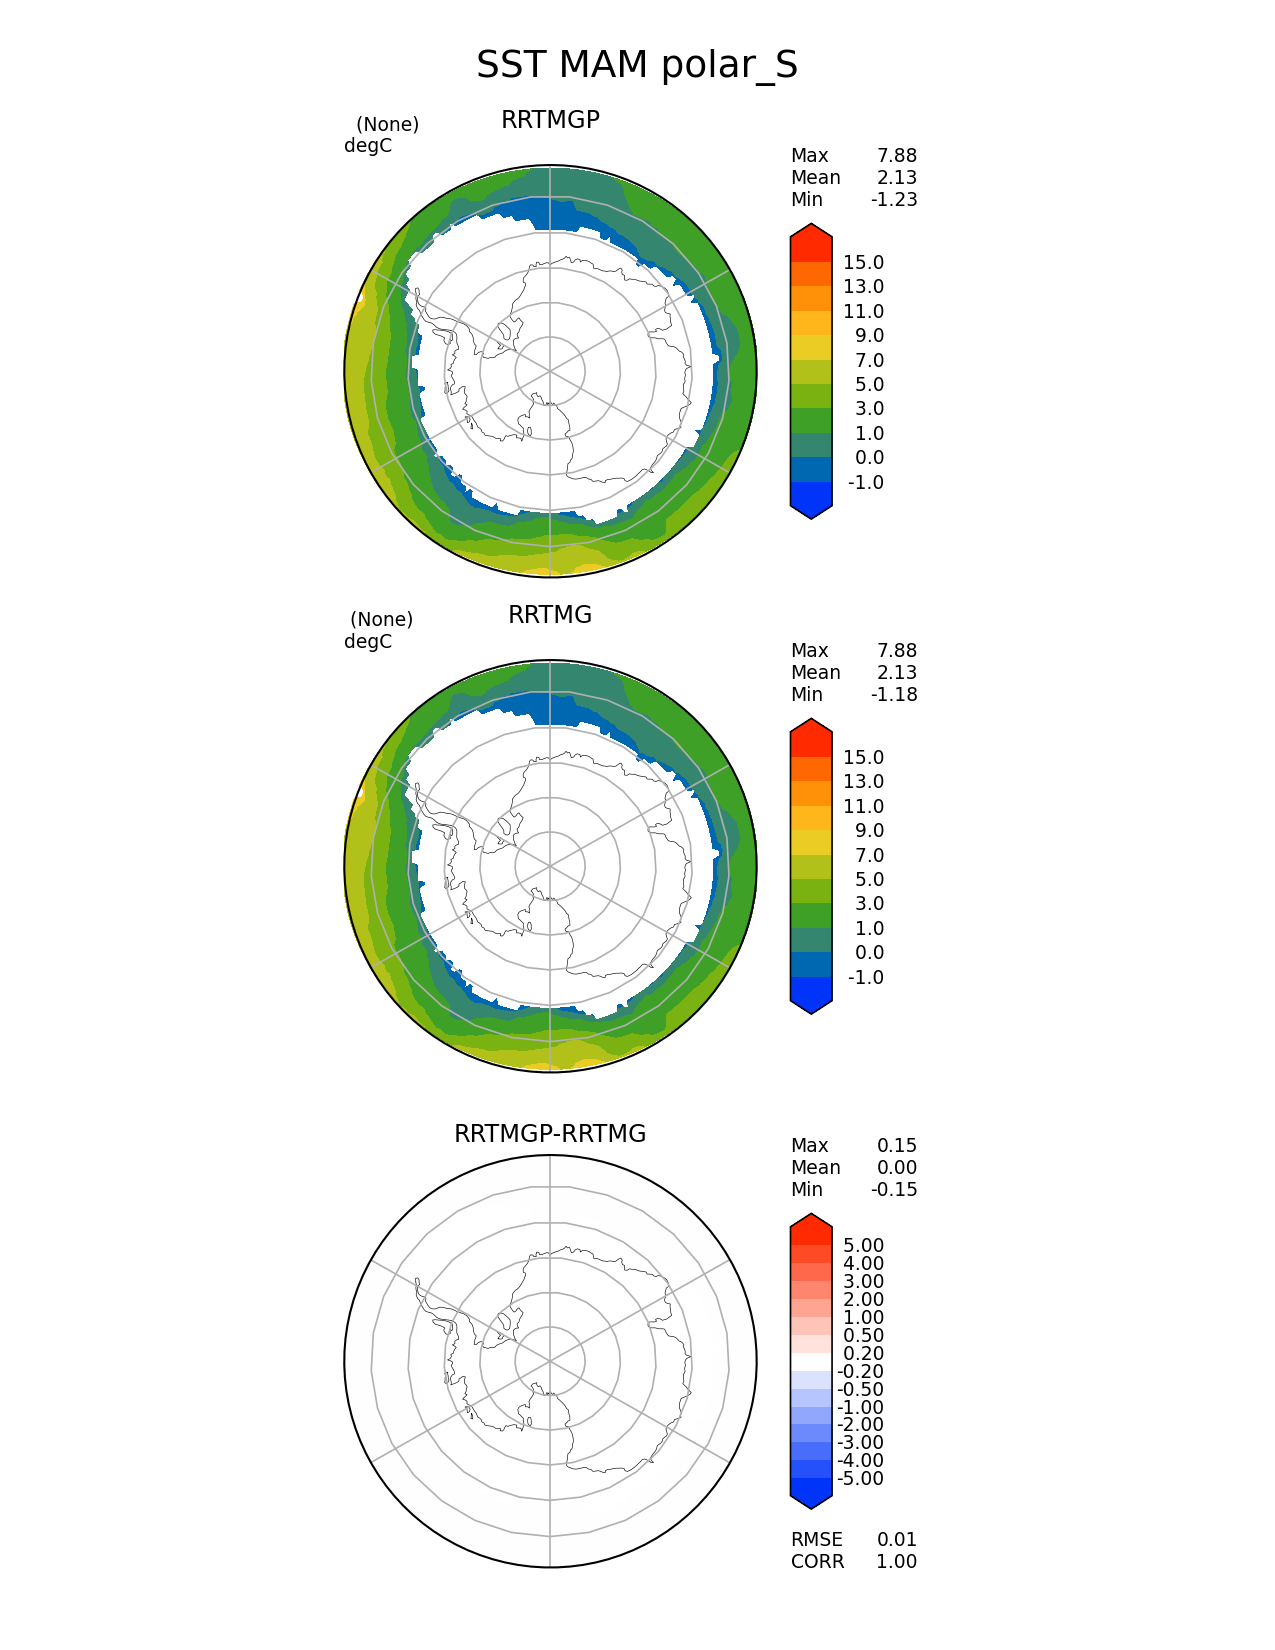 SST MAM polar_S
(None)
RRTMGP
degC
Max 7.88
Mean 2.13
Min -1.23
15.0
13.0
11.0
9.0
7.0
5.0
3.0
1.0
0.0
-1.0
(None)
RRTMG
degC
Max 7.88
Mean 2.13
Min -1.18
15.0
13.0
11.0
9.0
7.0
5.0
3.0
1.0
0.0
-1.0
RRTMGP-RRTMG
Max 0.15
Mean 0.00
Min -0.15
5.00
4.00
3.00
2.00
1.00
0.50
0.20
-0.20
-0.50
-1.00
-2.00
-3.00
-4.00
-5.00
RMSE 0.01
CORR 1.00